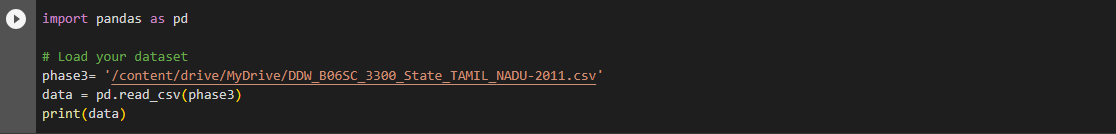 import pandas as pd
# Load your dataset
phase3= '/content/drive/MyDrive/DDW_B06SC_3300_State_TAMIL_NADU-2011.csv'
data = pd.read_csv(phase3)
print(data)